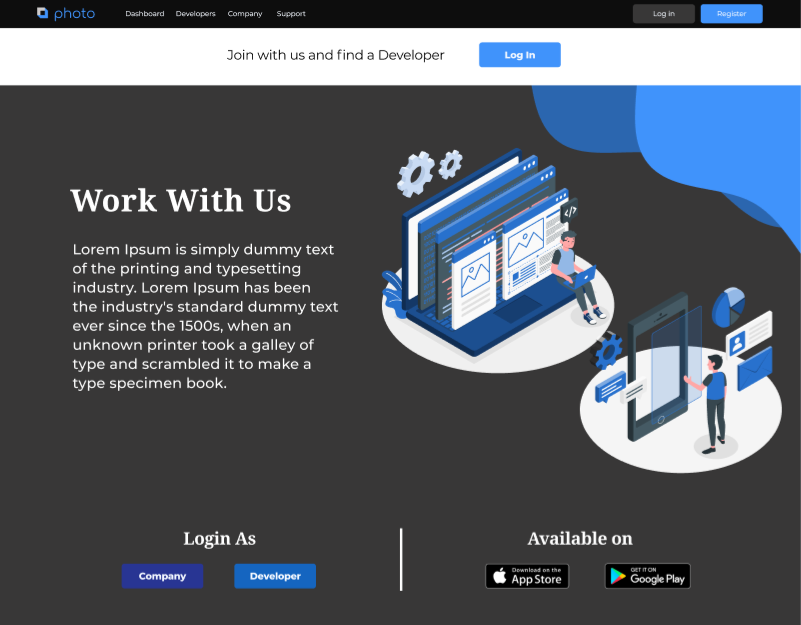 photo
Dashboard Developers Company Support
Log in Register
Join with us and find a Developer
Log In
Work With Us
Lorem Ipsum is simply dummy text
of the printing and typesetting
industry. Lorem Ipsum has been
the industry's standard dummy text
ever since the 1500s, when an
unknown printer took a galley of
type and scrambled it to make a
type specimen book.
</>
Login As
Company
Developer
Available on
Download on the
App Store
GET IT ON
Google Play